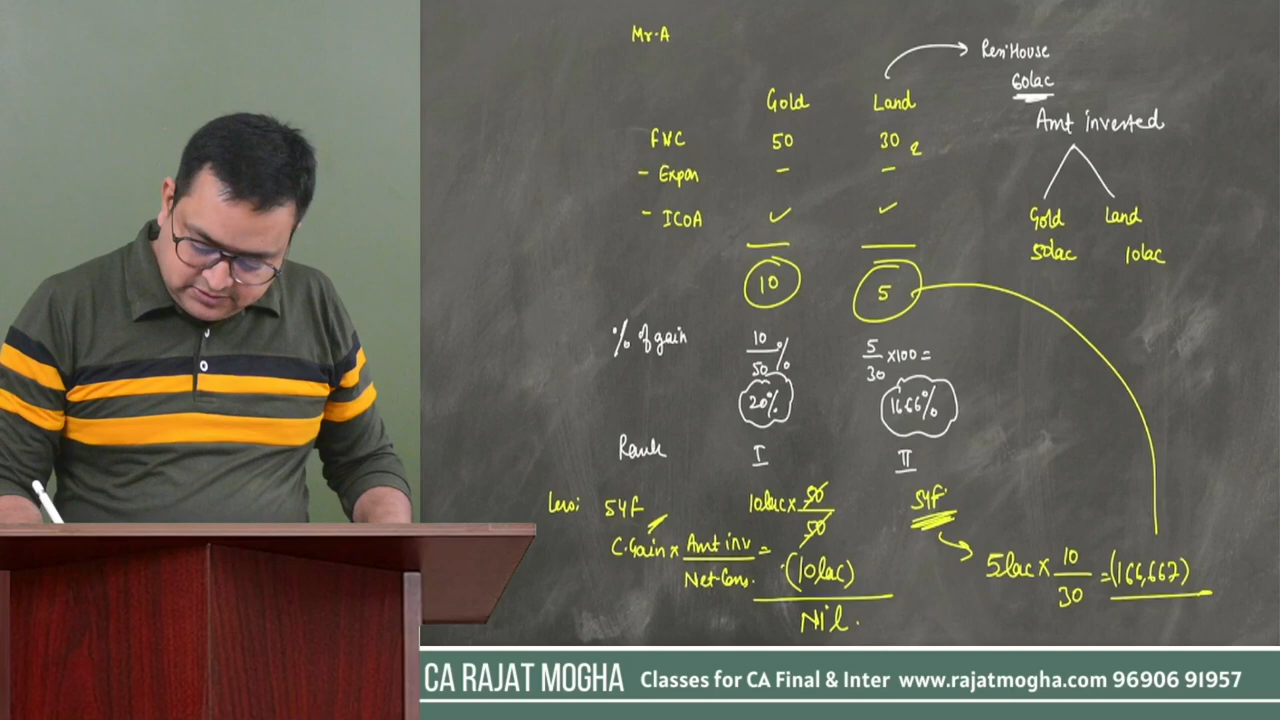 Mr.A
Res.House
60lac
Gold Land
Amt invested
FVC 50 30
- Expen - -
- ICOA ✓ ✓
Gold Land
50lac 10lac
10 5
% of gain 10/50 % 5/30 ×100 =
20% 16.66%
Rank I II
Less: 54F 10lac× 50/50 54F
C.Gain × Amt inv/Net Cons. = (10lac)
5lac × 10/30 = (166,667)
Nil.
CA RAJAT MOGHA Classes for CA Final & Inter www.rajatmogha.com 96906 91957